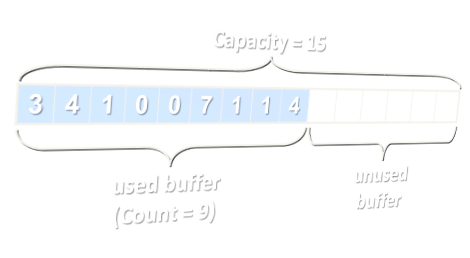 Capacity = 15
3 4 1 0 0 7 1 1 4
used buffer
(Count = 9)
unused
buffer